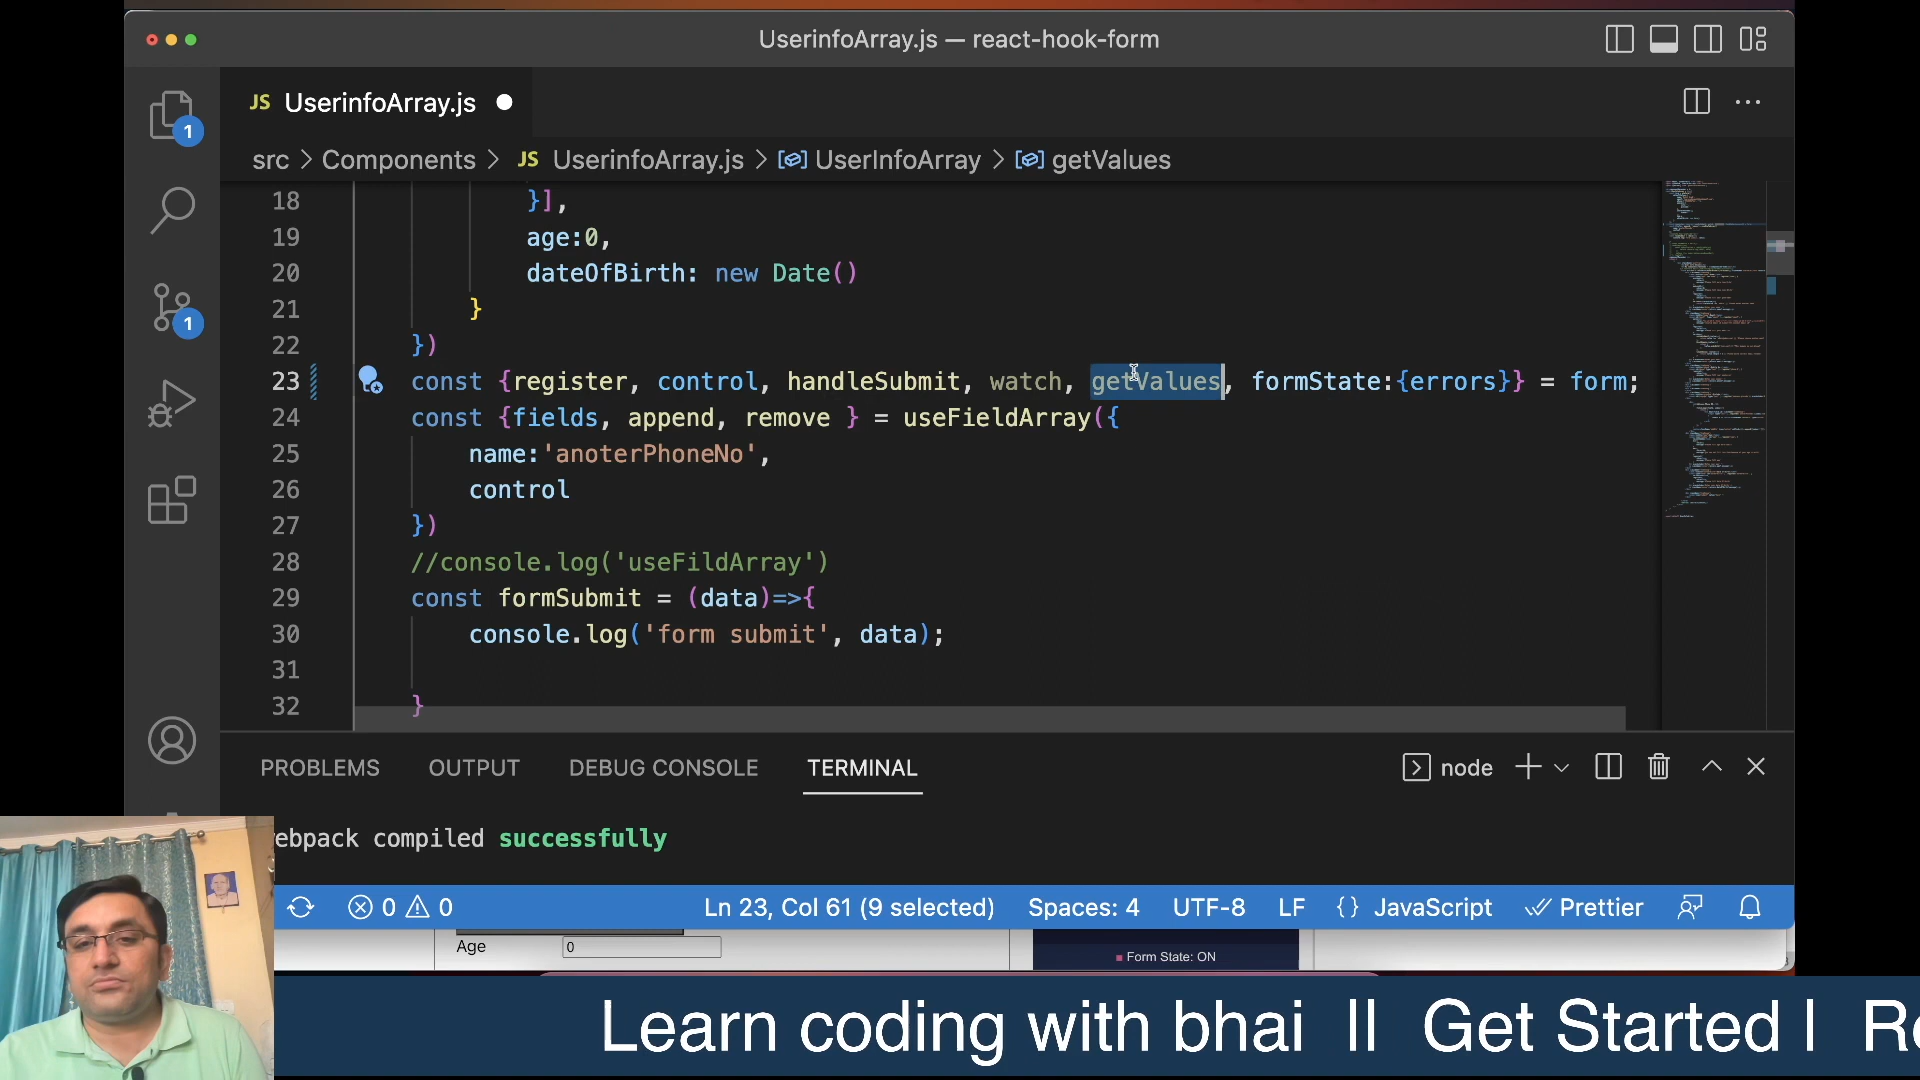 UserinfoArray.js — react-hook-form
JS UserinfoArray.js
1
src > Components > JS UserinfoArray.js > UserInfoArray > getValues
18 }],
19 age:0,
20 dateOfBirth: new Date()
21 }
22 })
1
23 const {register, control, handleSubmit, watch, getValues, formState:{errors}} = form;
24 const {fields, append, remove } = useFieldArray({
25 name:'anoterPhoneNo',
26 control
27 })
28 //console.log('useFildArray')
29 const formSubmit = (data)=>{
30 console.log('form submit', data);
31
32 }
PROBLEMS OUTPUT DEBUG CONSOLE TERMINAL node
ebpack compiled successfully
0 0 Ln 23, Col 61 (9 selected) Spaces: 4 UTF-8 LF {} JavaScript Prettier
Age 0
Form State: ON
Learn coding with bhai || Get Started | Re